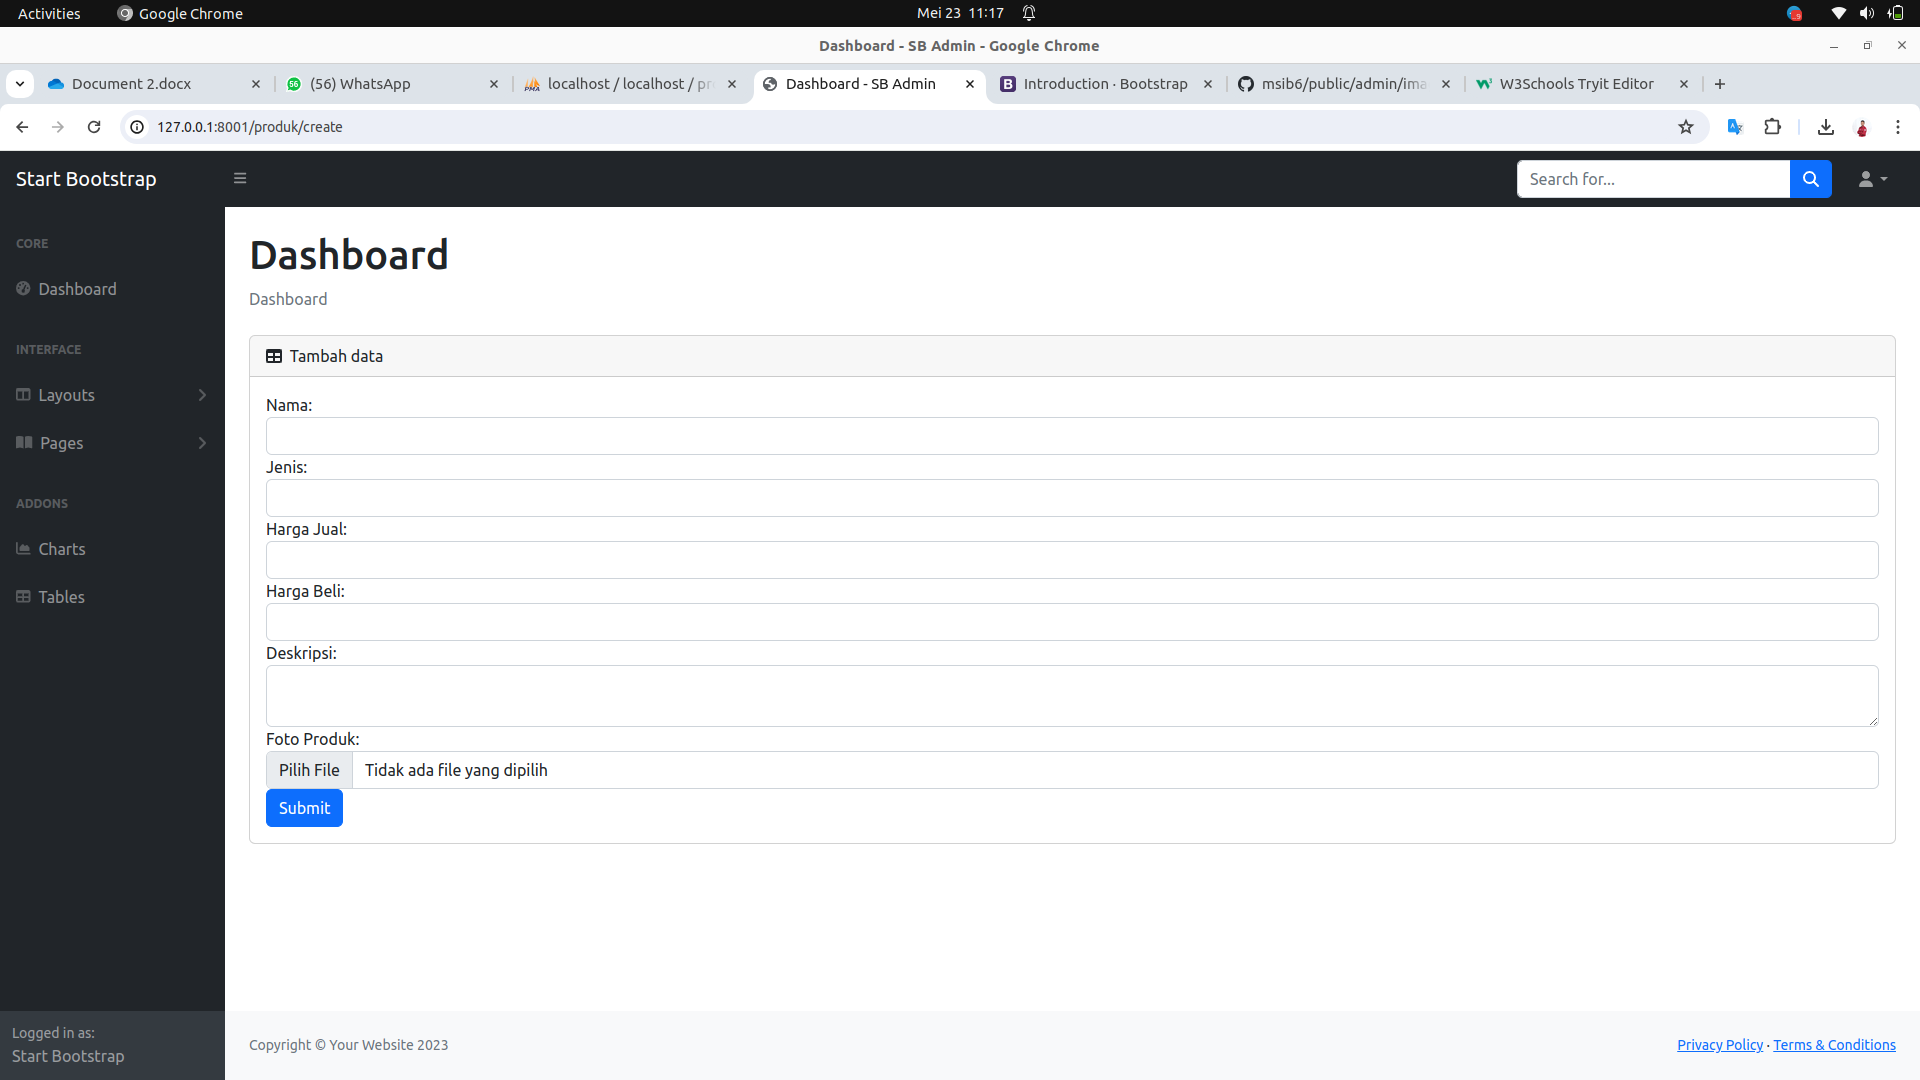 Activities
Google Chrome
Mei 23 11:17
Dashboard - SB Admin - Google Chrome
Document 2.docx
(56) WhatsApp
localhost / localhost / pr
Dashboard - SB Admin
Introduction · Bootstrap
msib6/public/admin/ima
W3Schools Tryit Editor
127.0.0.1:8001/produk/create
Start Bootstrap
Search for...
CORE
Dashboard
INTERFACE
Layouts
Pages
ADDONS
Charts
Tables
Logged in as:
Start Bootstrap
Dashboard
Dashboard
Tambah data
Nama:
Jenis:
Harga Jual:
Harga Beli:
Deskripsi:
Foto Produk:
Pilih File Tidak ada file yang dipilih
Submit
Copyright © Your Website 2023
Privacy Policy · Terms & Conditions